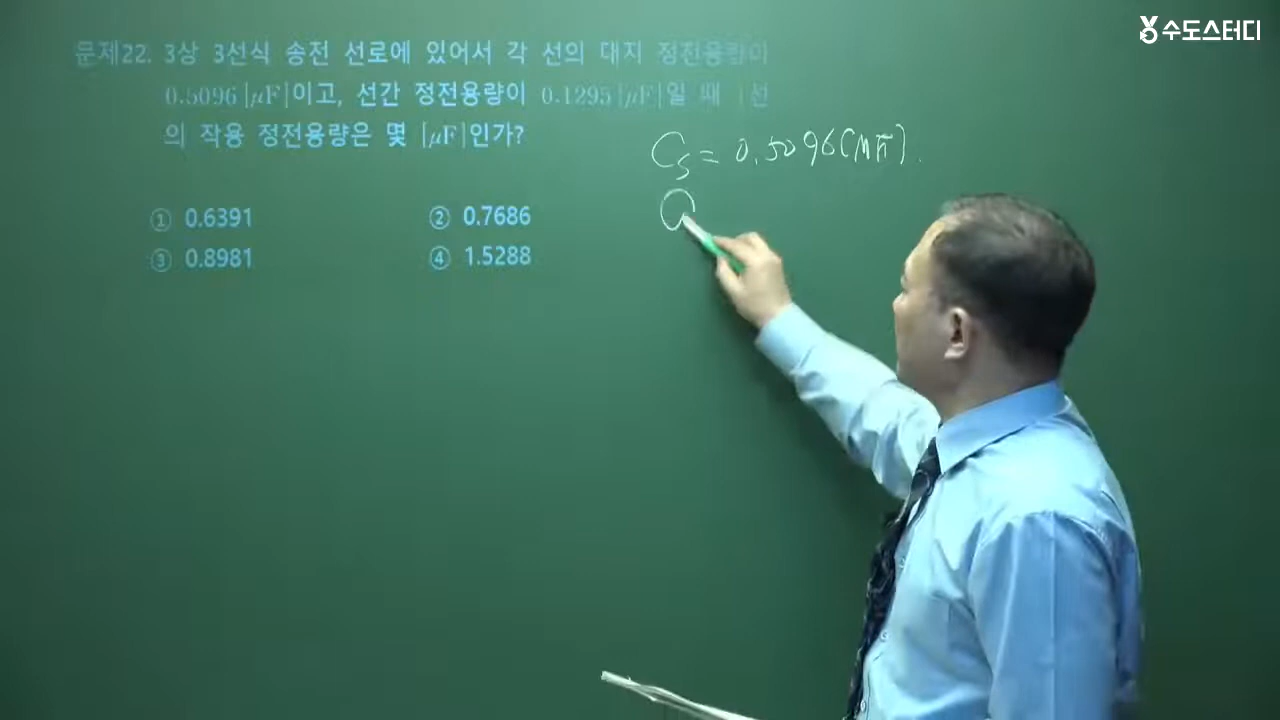 수도스터디
문제22. 3상 3선식 송전 선로에 있어서 각 선의 대지 정전용량이
0.5096[μF]이고, 선간 정전용량이 0.1295[μF]일 때 1선
의 작용 정전용량은 몇 [μF]인가?
Cs = 0.5096[μF].
① 0.6391 ② 0.7686
③ 0.8981 ④ 1.5288